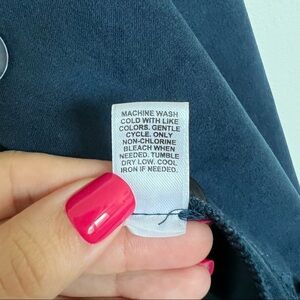 MACHINE WASH
COLD WITH LIKE
COLORS. GENTLE
CYCLE. ONLY
NON-CHLORINE
BLEACH WHEN
NEEDED. TUMBLE
DRY LOW. COOL
IRON IF NEEDED.